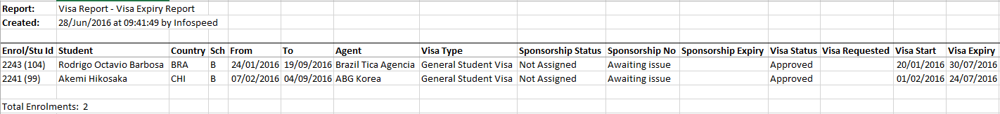 Report: Visa Report - Visa Expiry Report
Created: 28/Jun/2016 at 09:41:49 by Infospeed
Enrol/Stu Id Student Country Sch From To Agent Visa Type Sponsorship Status Sponsorship No Sponsorship Expiry Visa Status Visa Requested Visa Start Visa Expiry
2243 (104) Rodrigo Octavio Barbosa BRA B 24/01/2016 19/09/2016 Brazil Tica Agencia General Student Visa Not Assigned Awaiting issue Approved 20/01/2016 30/07/2016
2241 (99) Akemi Hikosaka CHI B 07/02/2016 04/09/2016 ABG Korea General Student Visa Not Assigned Awaiting issue Approved 01/02/2016 24/07/2016
Total Enrolments: 2